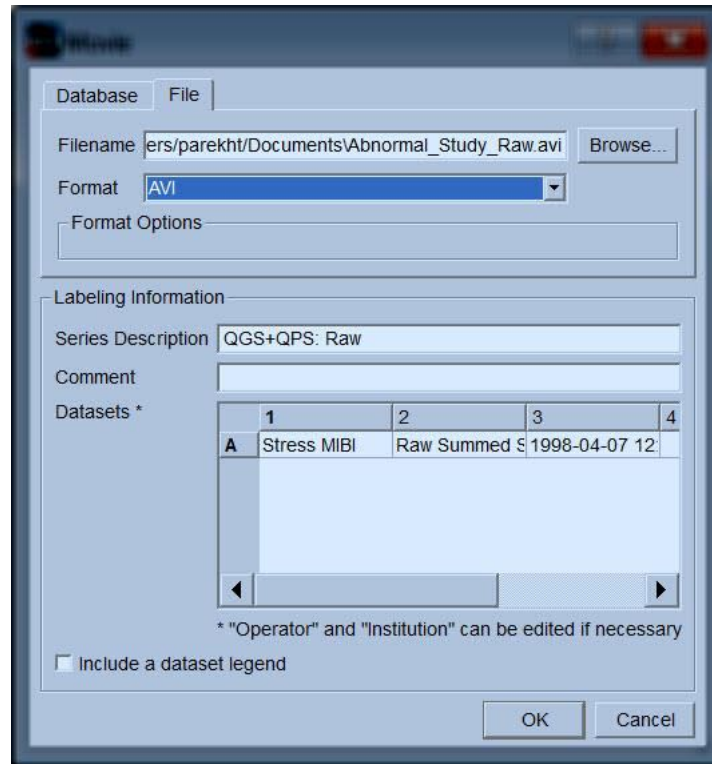 Movie
Database File
Filename ers/parekht/Documents\Abnormal_Study_Raw.avi Browse...
Format AVI
Format Options
Labeling Information
Series Description QGS+QPS: Raw
Comment
Datasets *
1 2 3 4
A Stress MIBI Raw Summed S 1998-04-07 12:
* "Operator" and "Institution" can be edited if necessary
Include a dataset legend
OK Cancel